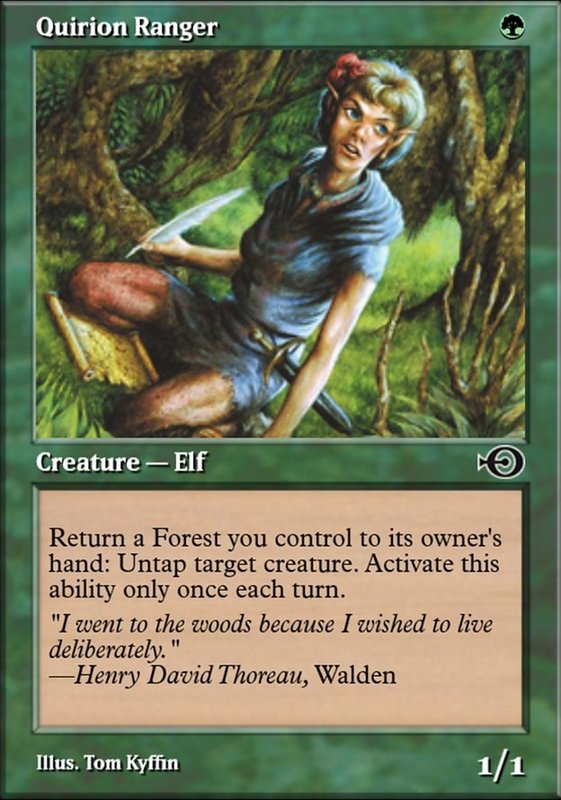 Quirion Ranger
Creature — Elf
Return a Forest you control to its owner's
hand: Untap target creature. Activate this
ability only once each turn.
"I went to the woods because I wished to live
deliberately."
—Henry David Thoreau, Walden
Illus. Tom Kyffin
1/1